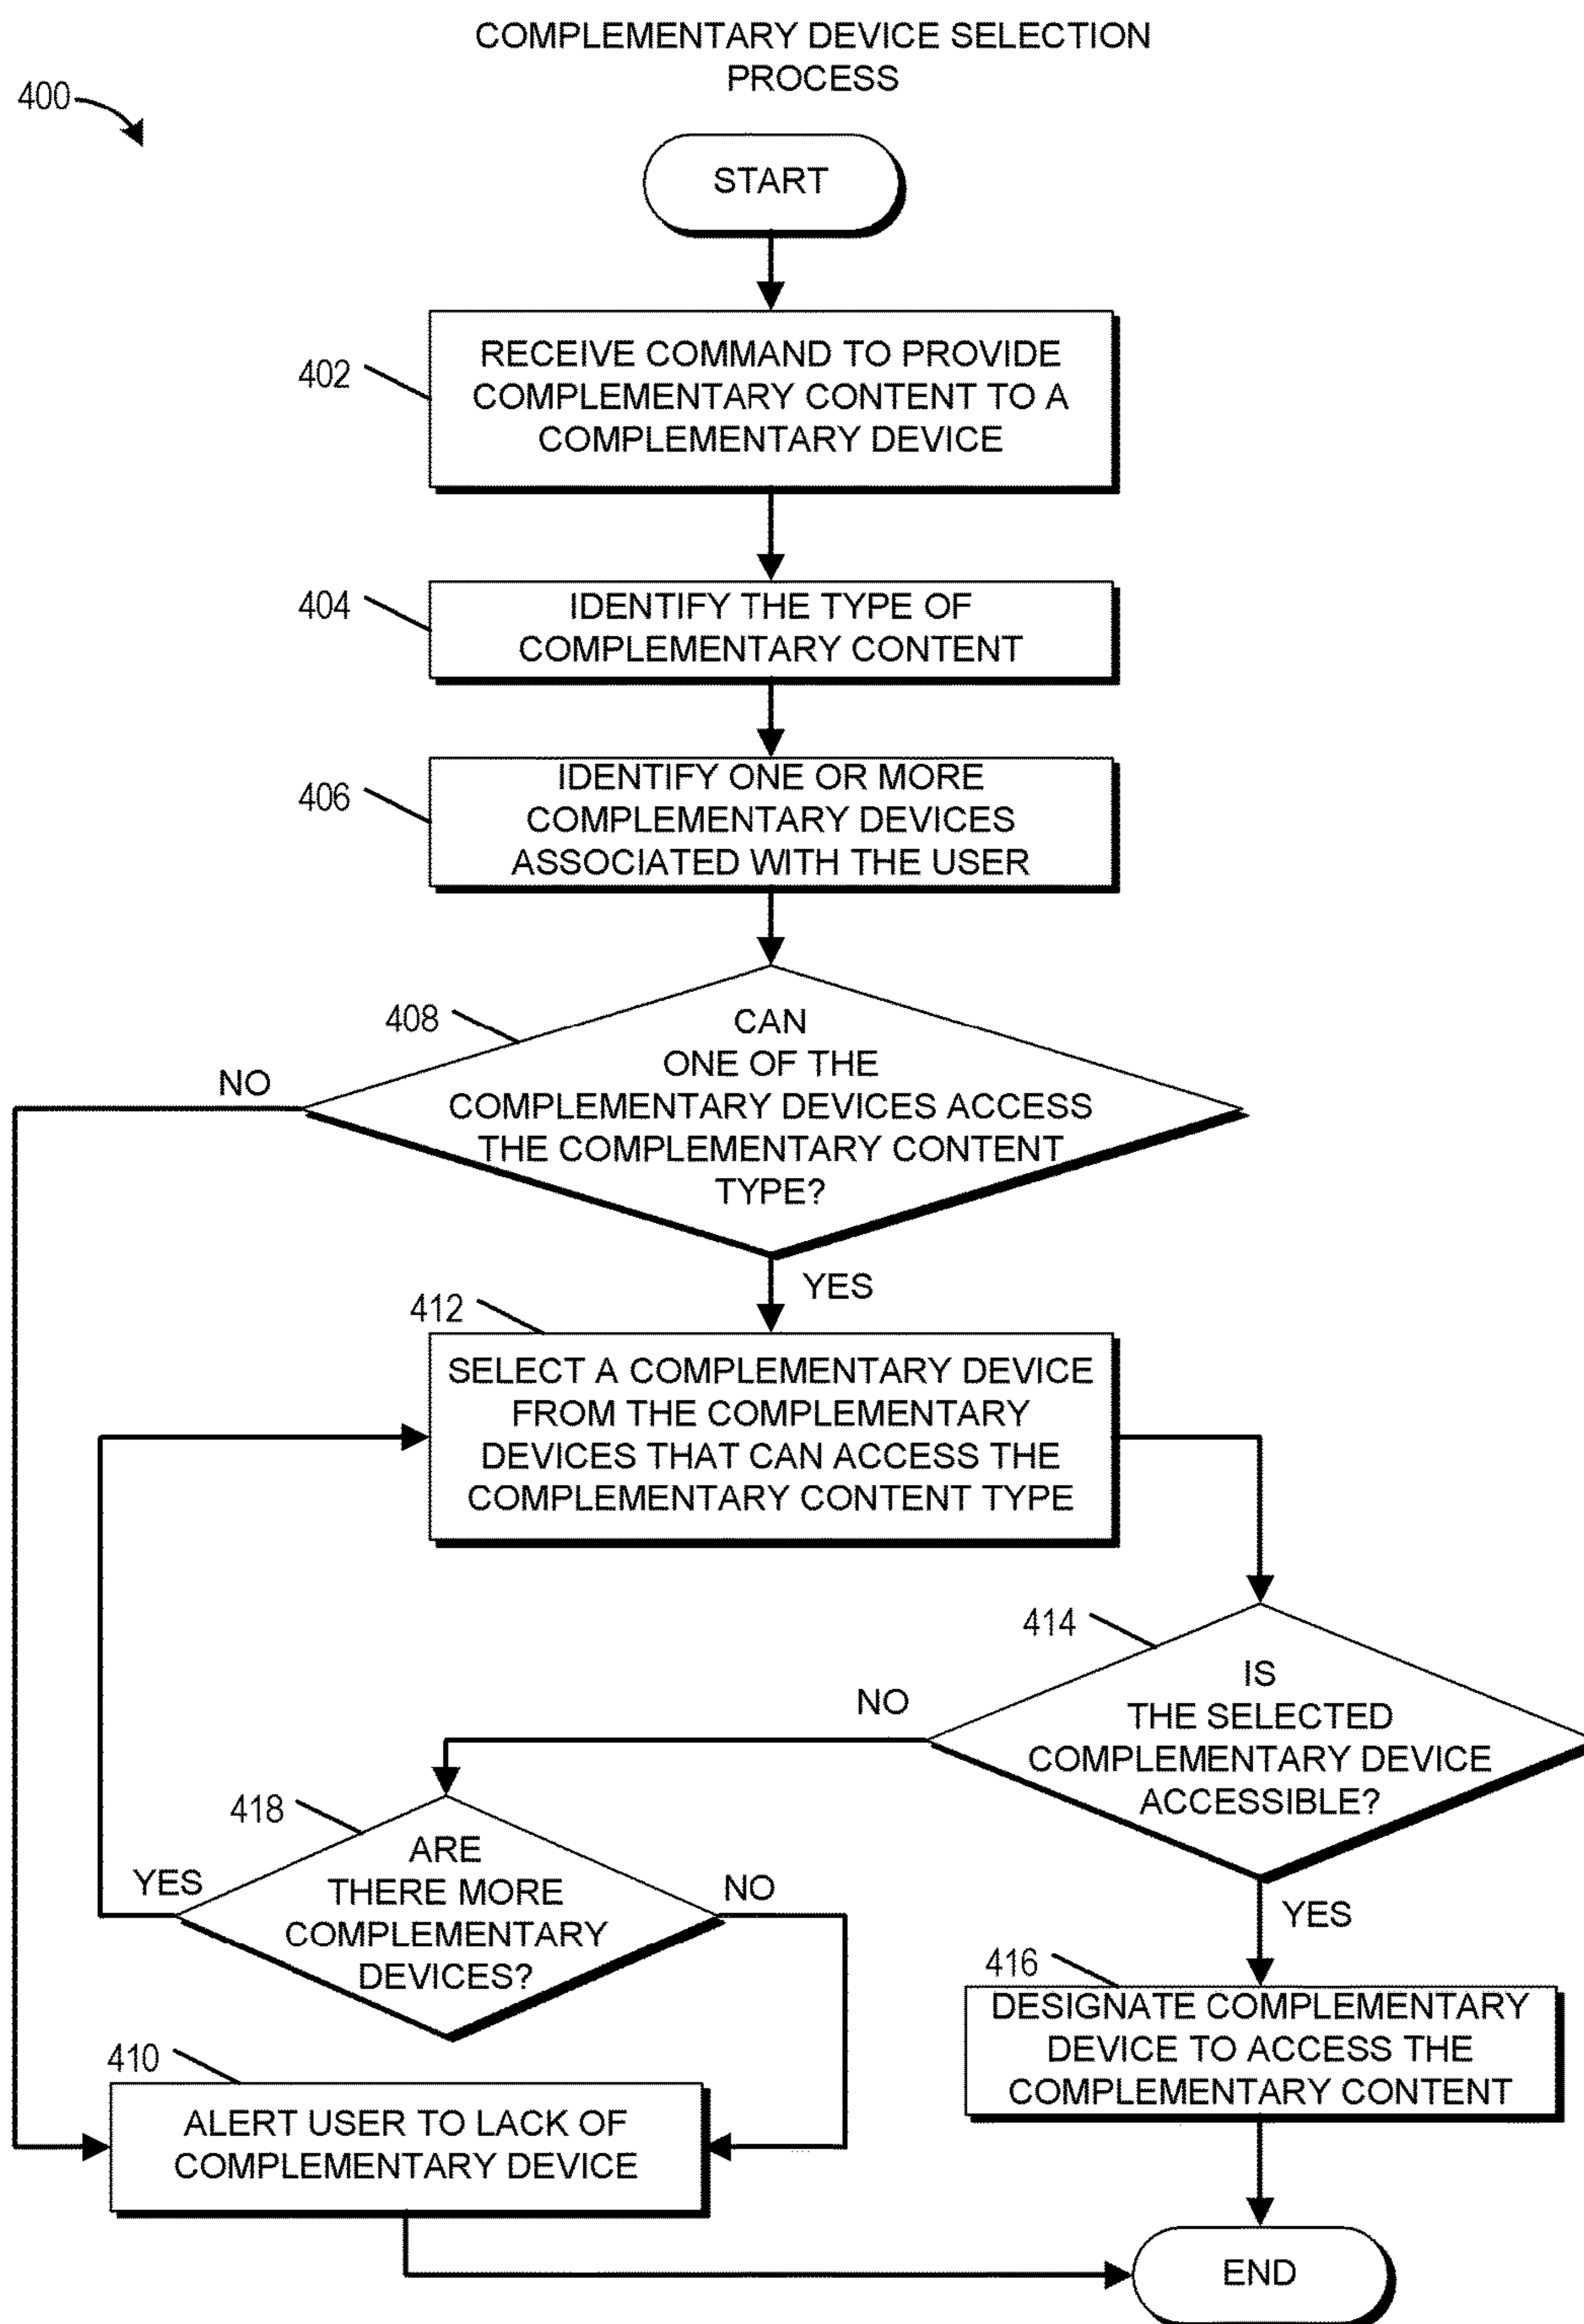 COMPLEMENTARY DEVICE SELECTION
PROCESS
400
START
402
RECEIVE COMMAND TO PROVIDE
COMPLEMENTARY CONTENT TO A
COMPLEMENTARY DEVICE
404
IDENTIFY THE TYPE OF
COMPLEMENTARY CONTENT
406
IDENTIFY ONE OR MORE
COMPLEMENTARY DEVICES
ASSOCIATED WITH THE USER
408
CAN
ONE OF THE
COMPLEMENTARY DEVICES ACCESS
THE COMPLEMENTARY CONTENT
TYPE?
NO
YES
412
SELECT A COMPLEMENTARY DEVICE
FROM THE COMPLEMENTARY
DEVICES THAT CAN ACCESS THE
COMPLEMENTARY CONTENT TYPE
414
IS
THE SELECTED
COMPLEMENTARY DEVICE
ACCESSIBLE?
NO
YES
418
ARE
THERE MORE
COMPLEMENTARY
DEVICES?
YES
NO
416
DESIGNATE COMPLEMENTARY
DEVICE TO ACCESS THE
COMPLEMENTARY CONTENT
410
ALERT USER TO LACK OF
COMPLEMENTARY DEVICE
END